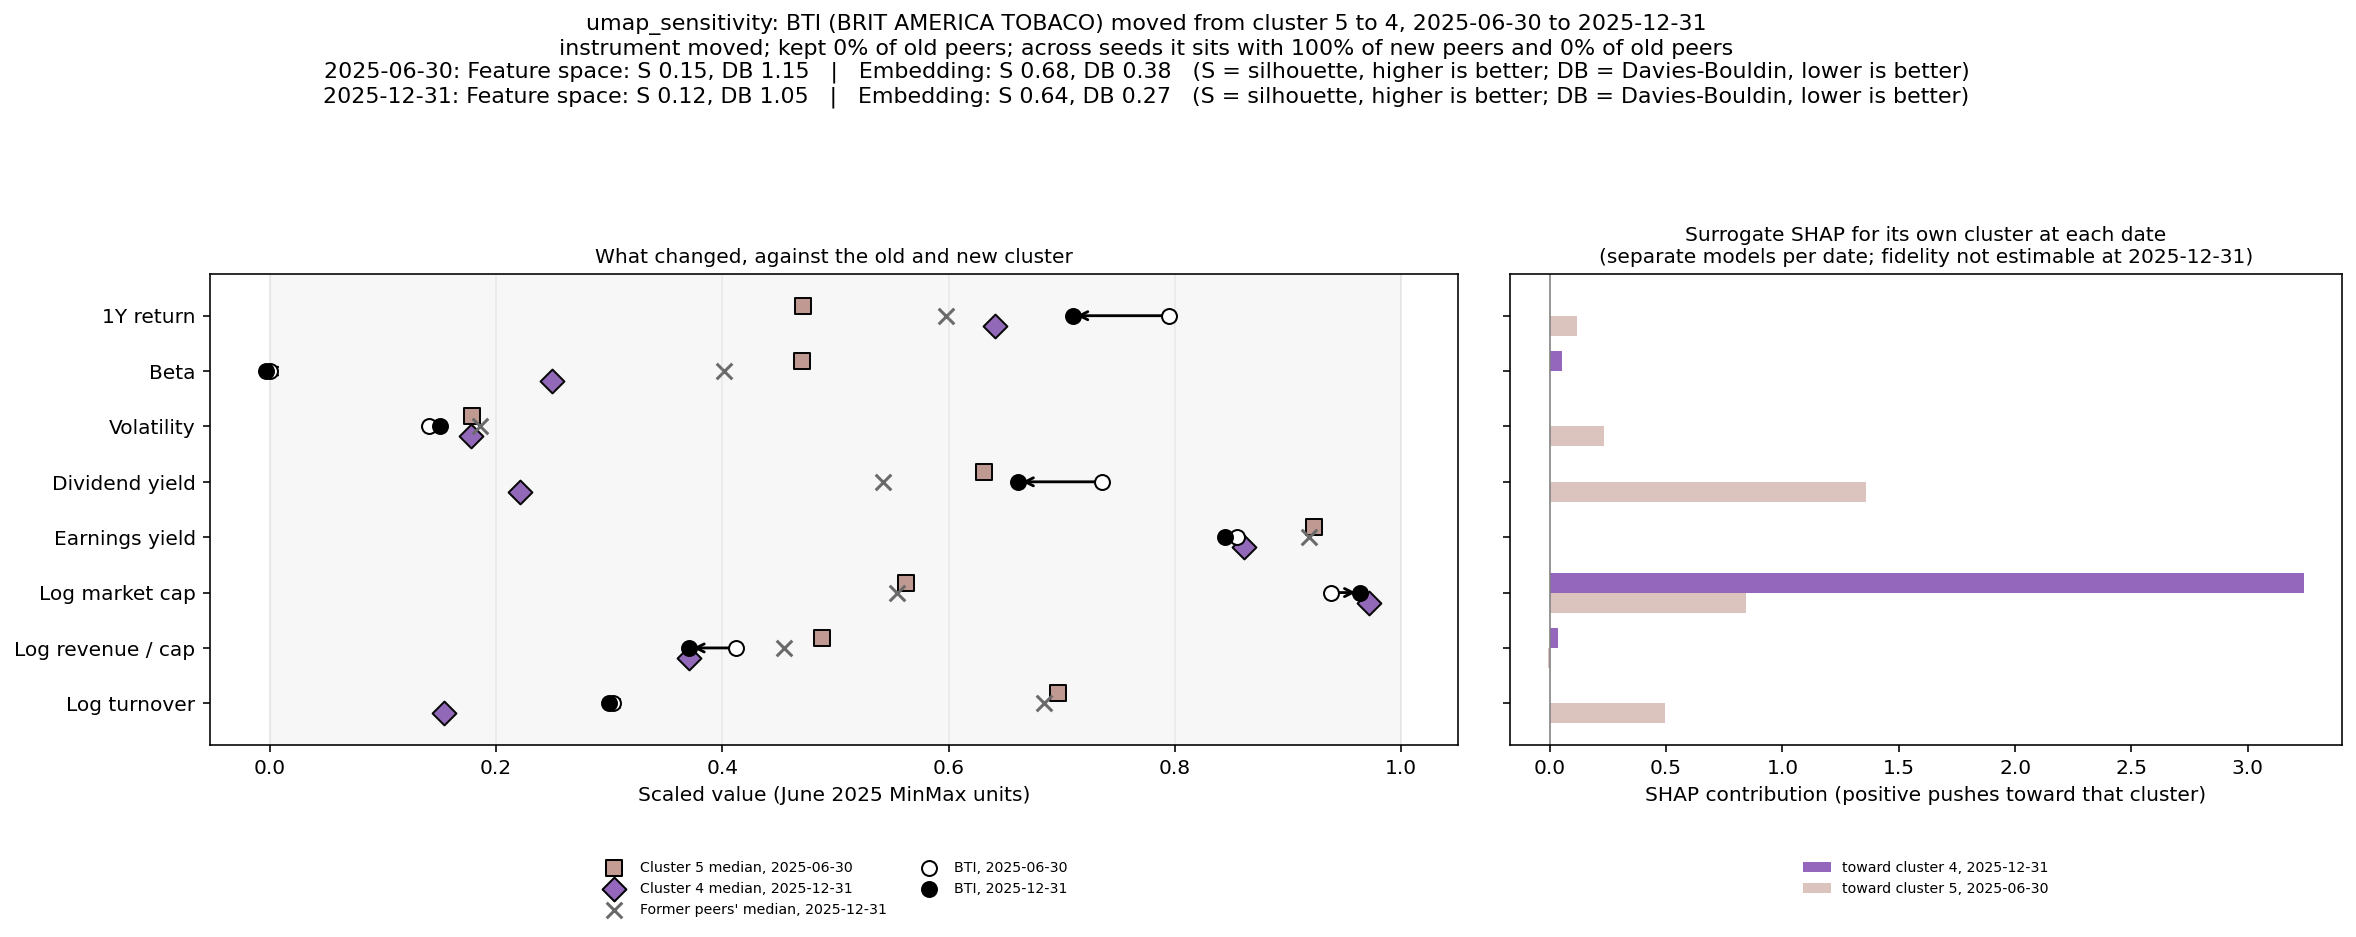 umap_sensitivity: BTI (BRIT AMERICA TOBACO) moved from cluster 5 to 4, 2025-06-30 to 2025-12-31
instrument moved; kept 0% of old peers; across seeds it sits with 100% of new peers and 0% of old peers
2025-06-30: Feature space: S 0.15, DB 1.15 | Embedding: S 0.68, DB 0.38 (S = silhouette, higher is better; DB = Davies-Bouldin, lower is better)
2025-12-31: Feature space: S 0.12, DB 1.05 | Embedding: S 0.64, DB 0.27 (S = silhouette, higher is better; DB = Davies-Bouldin, lower is better)
What changed, against the old and new cluster
1Y return
Beta
Volatility
Dividend yield
Earnings yield
Log market cap
Log revenue / cap
Log turnover
0.0 0.2 0.4 0.6 0.8 1.0
Scaled value (June 2025 MinMax units)
Cluster 5 median, 2025-06-30
Cluster 4 median, 2025-12-31
Former peers' median, 2025-12-31
BTI, 2025-06-30
BTI, 2025-12-31
Surrogate SHAP for its own cluster at each date
(separate models per date; fidelity not estimable at 2025-12-31)
0.0 0.5 1.0 1.5 2.0 2.5 3.0
SHAP contribution (positive pushes toward that cluster)
toward cluster 4, 2025-12-31
toward cluster 5, 2025-06-30